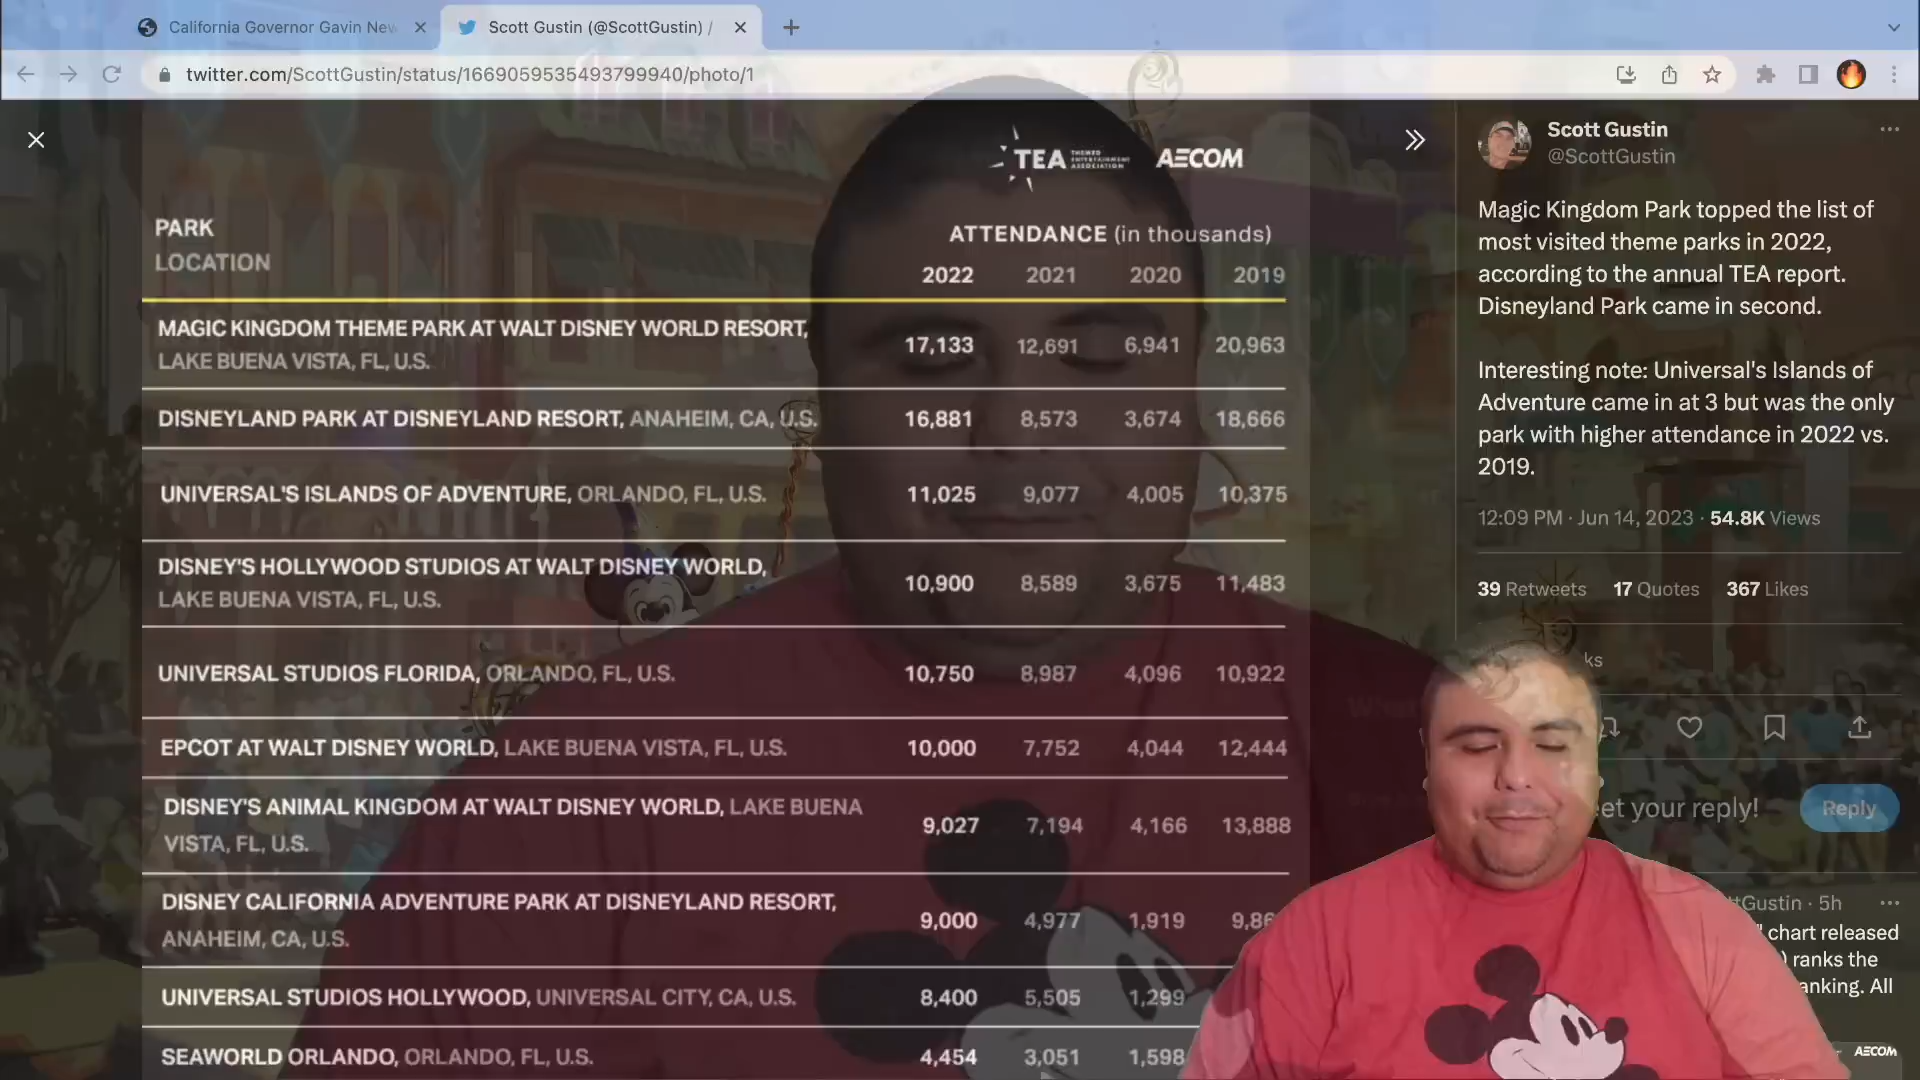 California Governor Gavin New
Scott Gustin (@ScottGustin) /
twitter.com/ScottGustin/status/1669059535493799940/photo/1
TEA THEMED ENTERTAINMENT ASSOCIATION AECOM
PARK
LOCATION
ATTENDANCE (in thousands)
2022 2021 2020 2019
MAGIC KINGDOM THEME PARK AT WALT DISNEY WORLD RESORT,
LAKE BUENA VISTA, FL, U.S.
17,133 12,691 6,941 20,963
DISNEYLAND PARK AT DISNEYLAND RESORT, ANAHEIM, CA, U.S. 16,881 8,573 3,674 18,666
UNIVERSAL'S ISLANDS OF ADVENTURE, ORLANDO, FL, U.S. 11,025 9,077 4,005 10,375
DISNEY'S HOLLYWOOD STUDIOS AT WALT DISNEY WORLD,
LAKE BUENA VISTA, FL, U.S.
10,900 8,589 3,675 11,483
UNIVERSAL STUDIOS FLORIDA, ORLANDO, FL, U.S. 10,750 8,987 4,096 10,922
EPCOT AT WALT DISNEY WORLD, LAKE BUENA VISTA, FL, U.S. 10,000 7,752 4,044 12,444
DISNEY'S ANIMAL KINGDOM AT WALT DISNEY WORLD, LAKE BUENA
VISTA, FL, U.S.
9,027 7,194 4,166 13,888
DISNEY CALIFORNIA ADVENTURE PARK AT DISNEYLAND RESORT,
ANAHEIM, CA, U.S.
9,000 4,977 1,919 9,86
UNIVERSAL STUDIOS HOLLYWOOD, UNIVERSAL CITY, CA, U.S. 8,400 5,505 1,299
SEAWORLD ORLANDO, ORLANDO, FL, U.S. 4,454 3,051 1,598
Scott Gustin
@ScottGustin
Magic Kingdom Park topped the list of
most visited theme parks in 2022,
according to the annual TEA report.
Disneyland Park came in second.
Interesting note: Universal's Islands of
Adventure came in at 3 but was the only
park with higher attendance in 2022 vs.
2019.
12:09 PM · Jun 14, 2023 · 54.8K Views
39 Retweets 17 Quotes 367 Likes
ks
et your reply!
Reply
tGustin · 5h
chart released
) ranks the
anking. All
AECOM